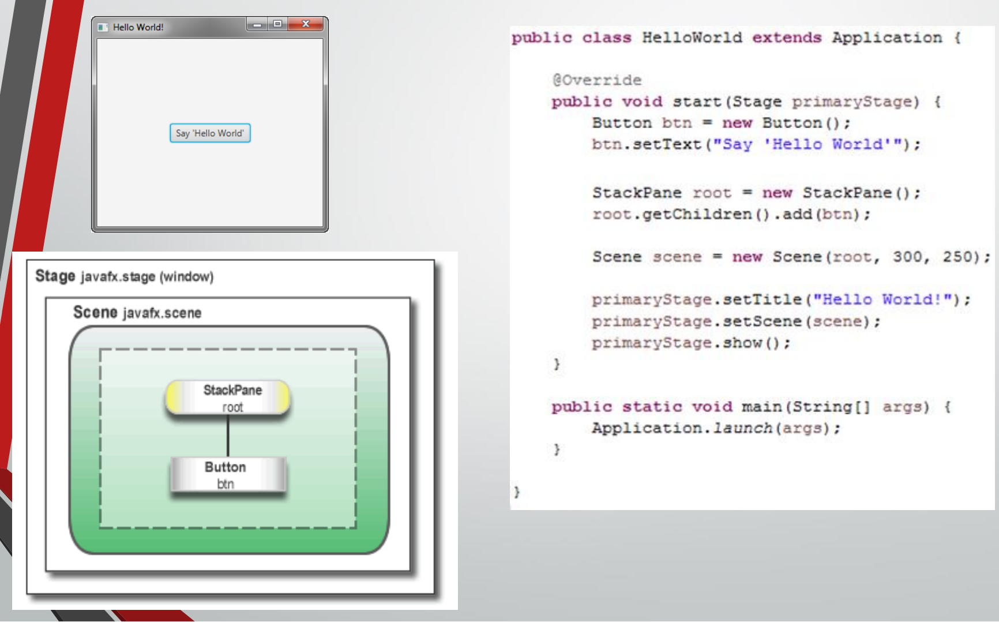 Hello World!
Say 'Hello World'
Stage javafx.stage (window)
Scene javafx.scene
StackPane
root
Button
btn
public class HelloWorld extends Application {
@Override
public void start(Stage primaryStage) {
Button btn = new Button();
btn.setText("Say 'Hello World'");
StackPane root = new StackPane();
root.getChildren().add(btn);
Scene scene = new Scene(root, 300, 250);
primaryStage.setTitle("Hello World!");
primaryStage.setScene(scene);
primaryStage.show();
}
public static void main(String[] args) {
Application.launch(args);
}
}